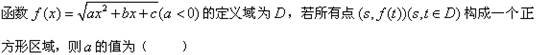 函数 f(x)=√(ax²+bx+c)(a<0)的定义域为 D，若所有点 (s, f(t))(s,t∈D)构成一个正
方形区域，则 a 的值为（　　）